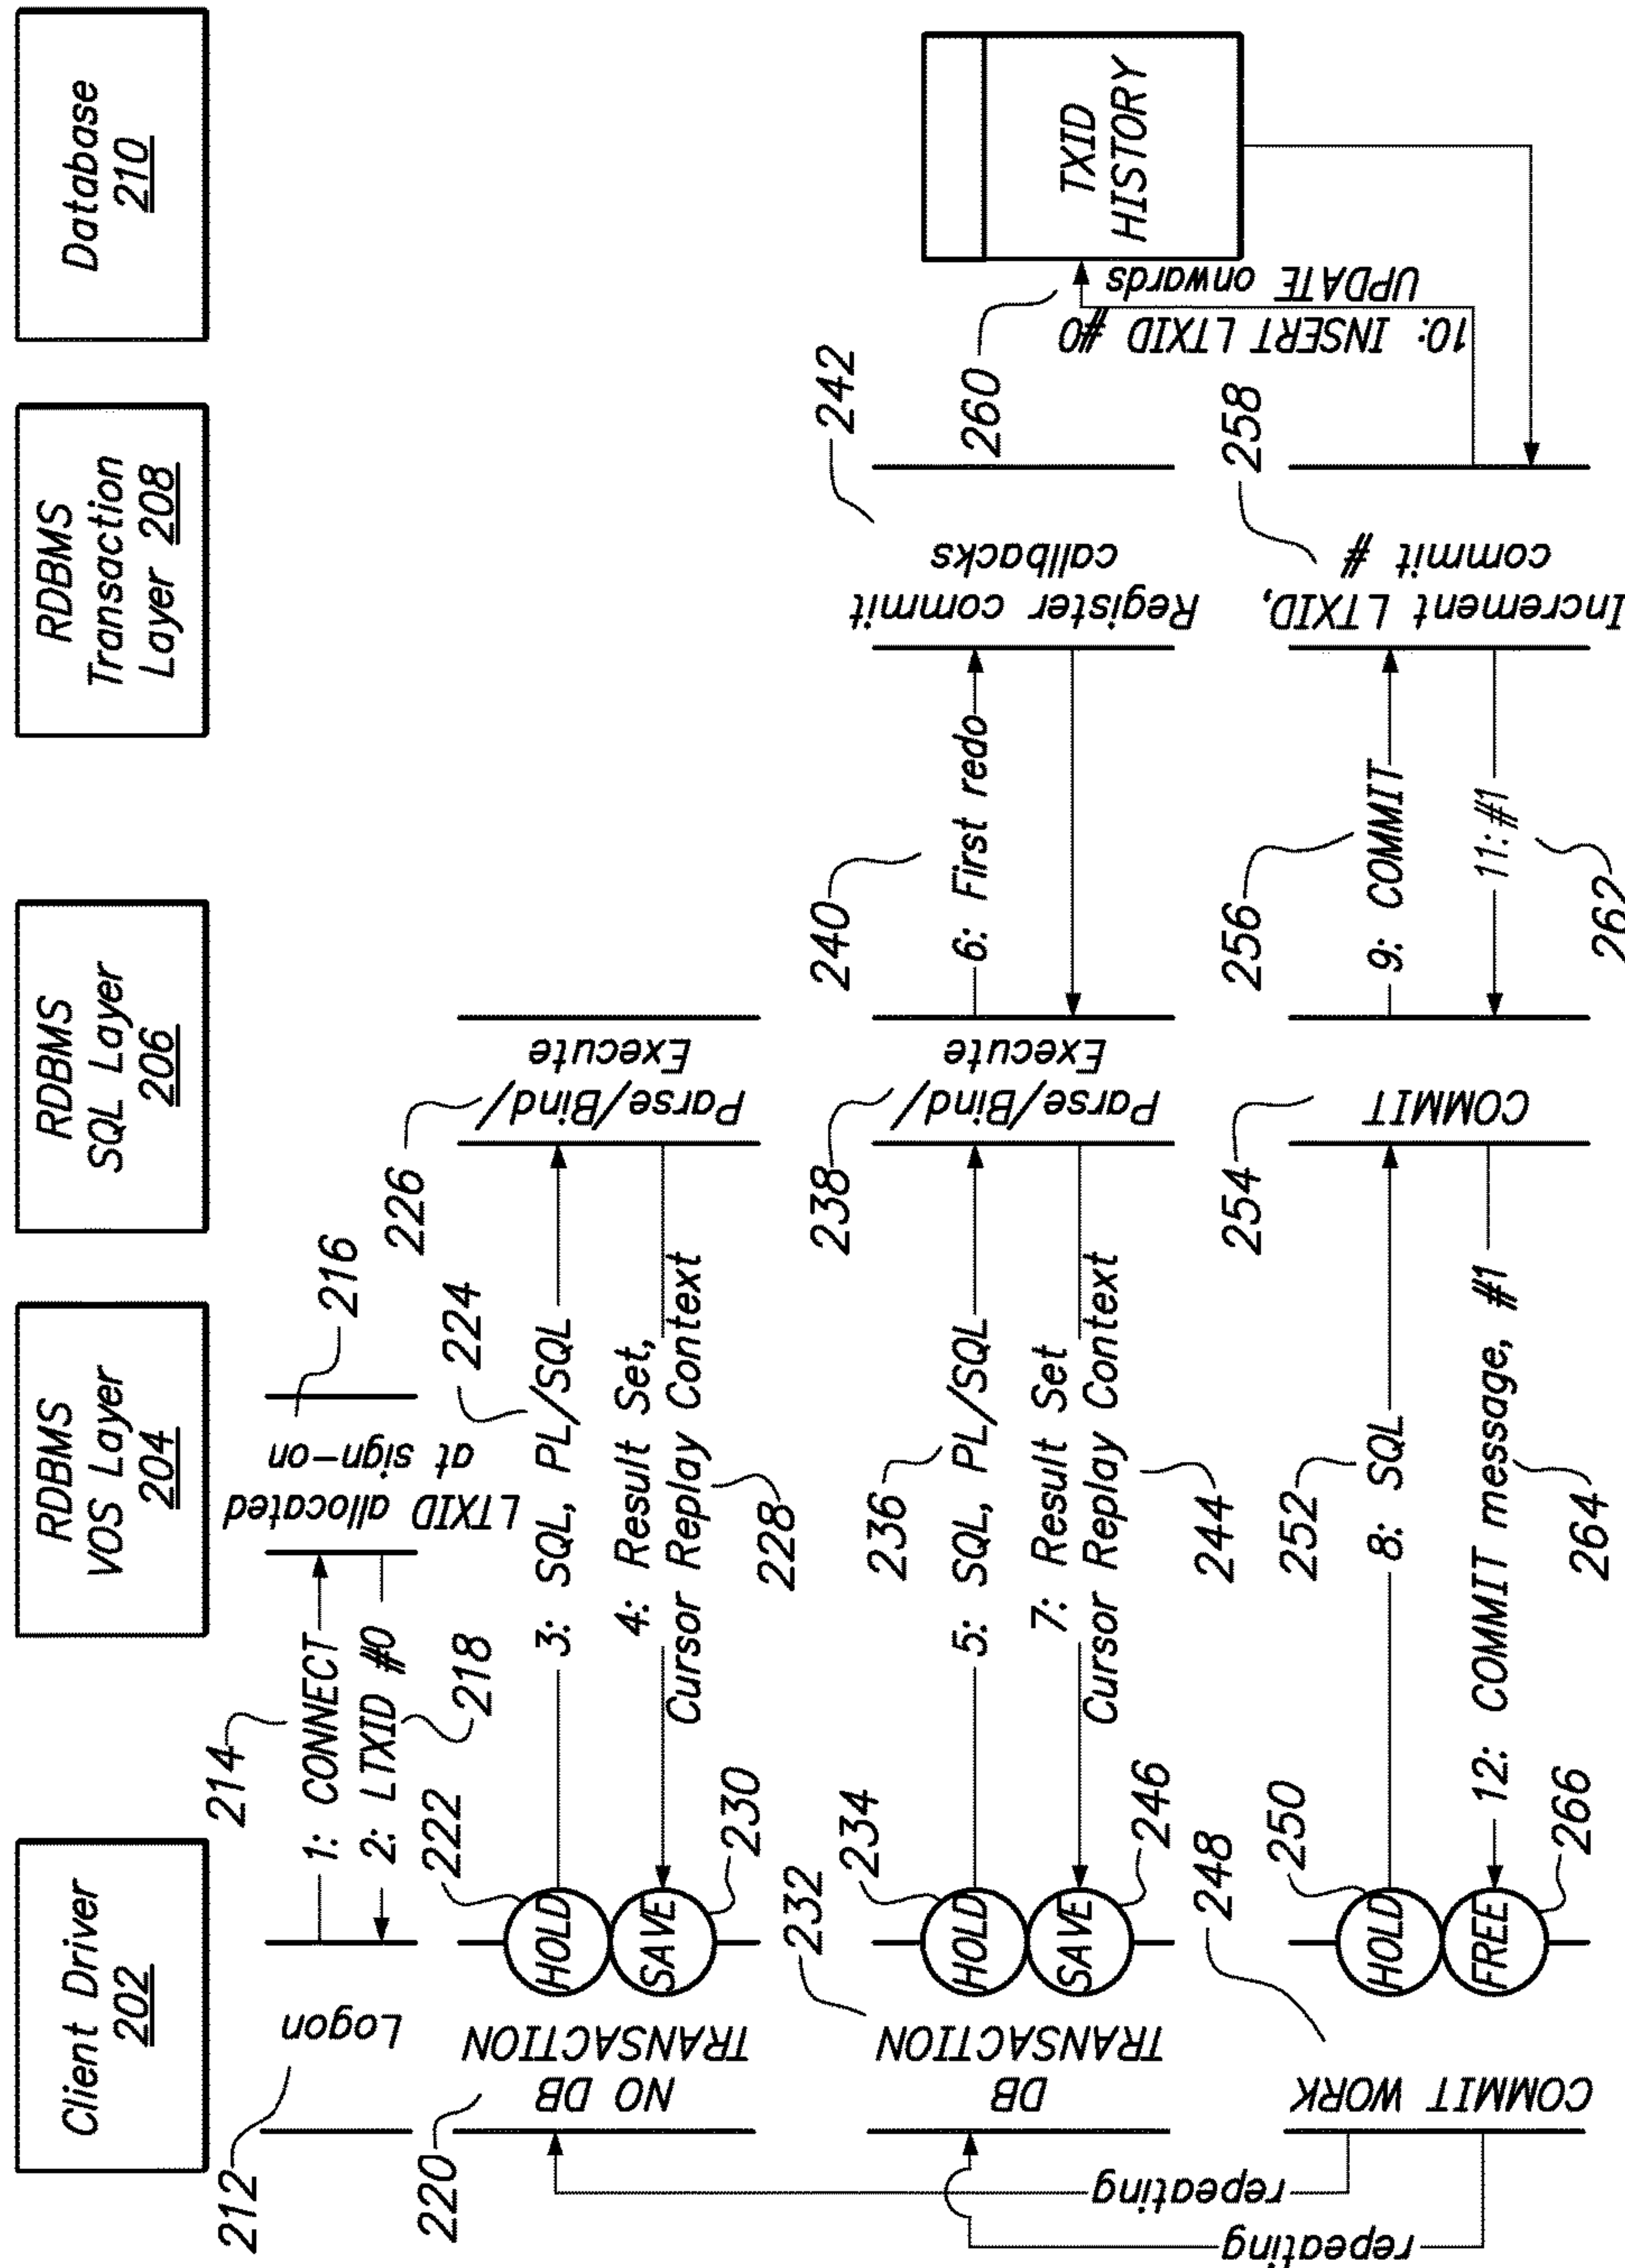 Client Driver
202
RDBMS
VOS Layer
204
RDBMS
SQL Layer
206
RDBMS
Transaction
Layer 208
Database
210
212
Logon
214
1: CONNECT
2: LTXID #0
218
LTXID allocated
at sign-on
216
220
NO DB
TRANSACTION
222
HOLD
SAVE
230
3: SQL, PL/SQL
224
4: Result Set,
Cursor Replay Context
228
226
Parse/Bind/
Execute
232
DB
TRANSACTION
234
HOLD
SAVE
246
236
5: SQL, PL/SQL
7: Result Set
Cursor Replay Context
244
238
Parse/Bind/
Execute
240
6: First redo
Register commit
callbacks
242
248
COMMIT WORK
250
HOLD
FREE
266
252
8: SQL
12: COMMIT message, #1
264
254
COMMIT
256
9: COMMIT
11: #1
262
Increment LTXID,
commit #
258
10: INSERT LTXID #0
UPDATE onwards
260
TXID
HISTORY
repeating
repeating